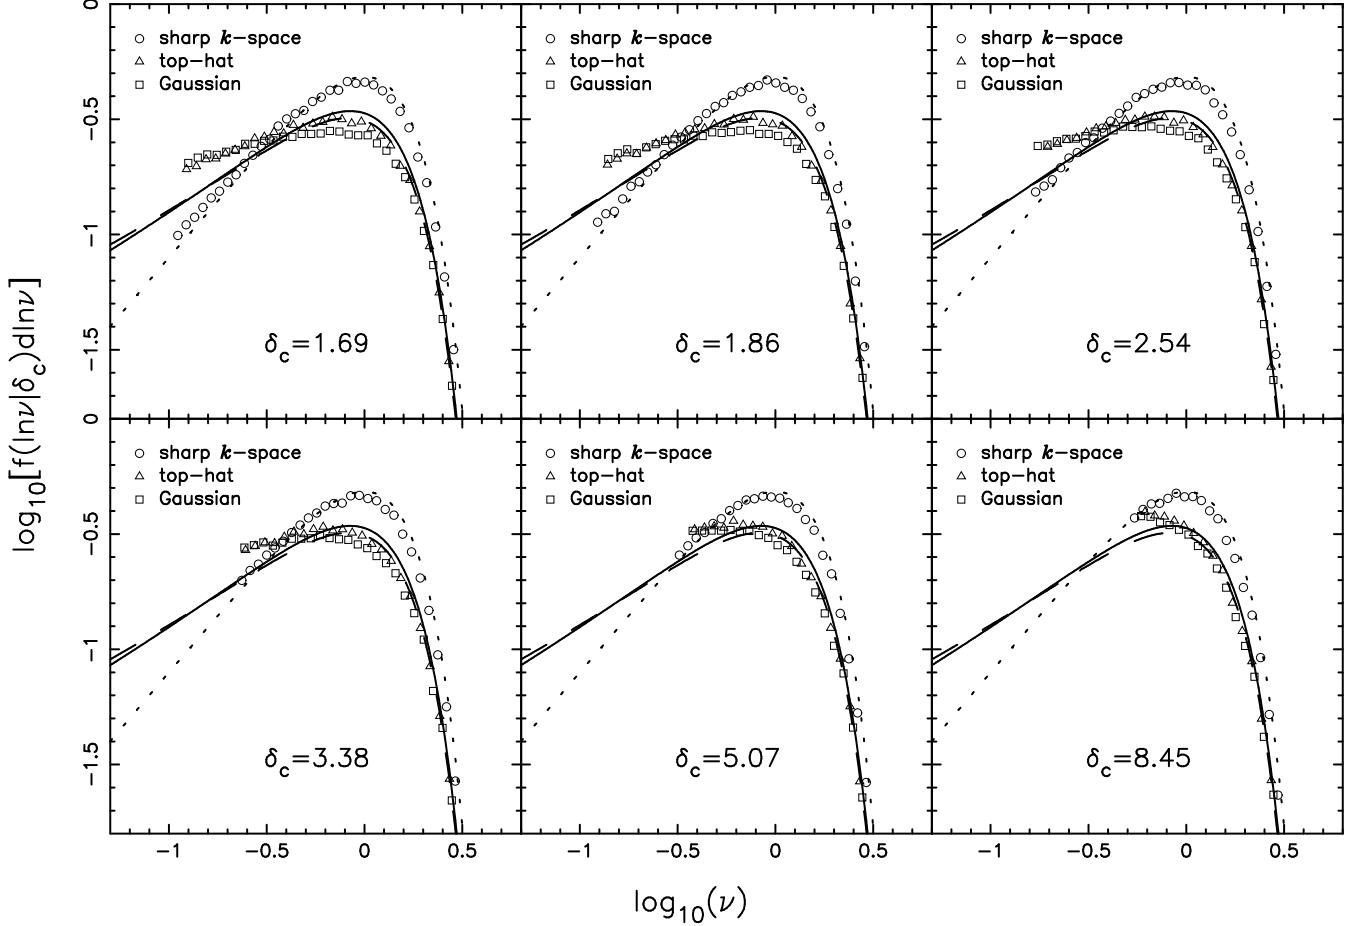 0
−0.5
−1
−1.5
log10[f(lnν|δc)dlnν]
○ sharp k−space
△ top−hat
□ Gaussian
δc=1.69
○ sharp k−space
△ top−hat
□ Gaussian
δc=1.86
○ sharp k−space
△ top−hat
□ Gaussian
δc=2.54
0
−0.5
−1
−1.5
○ sharp k−space
△ top−hat
□ Gaussian
δc=3.38
○ sharp k−space
△ top−hat
□ Gaussian
δc=5.07
○ sharp k−space
△ top−hat
□ Gaussian
δc=8.45
−1 −0.5 0 0.5 −1 −0.5 0 0.5 −1 −0.5 0 0.5
log10(ν)